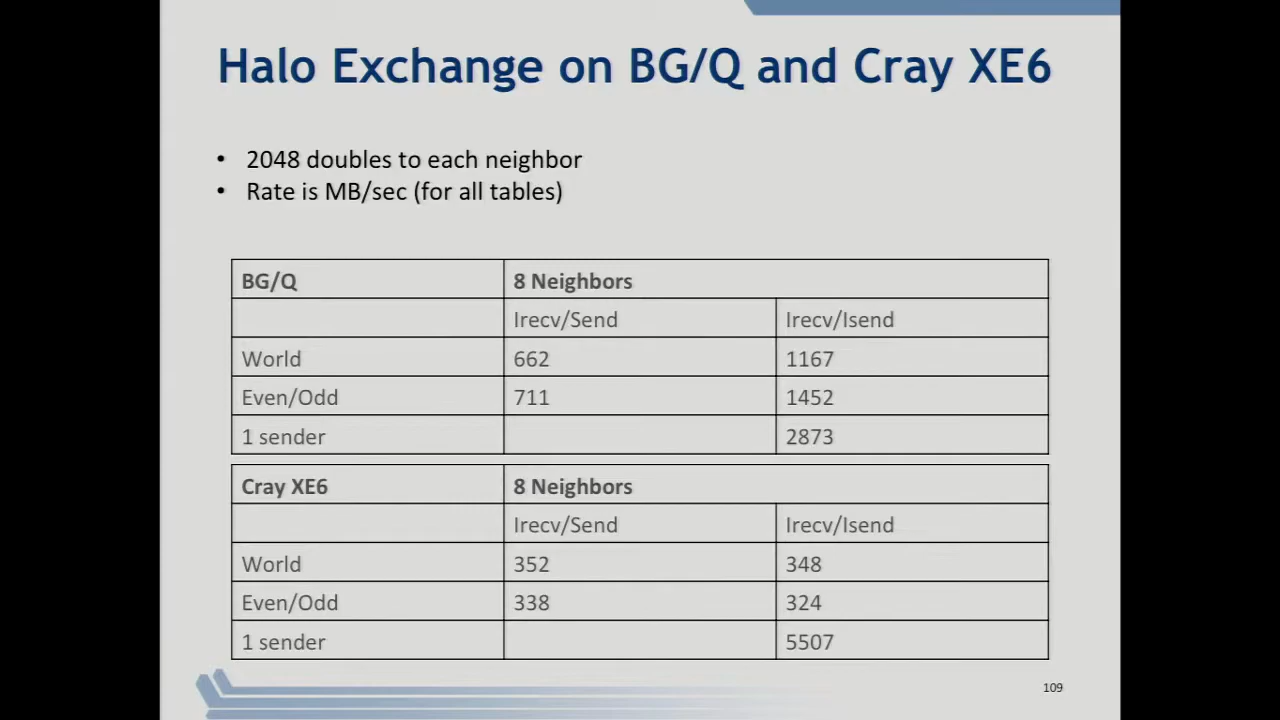 Halo Exchange on BG/Q and Cray XE6
• 2048 doubles to each neighbor
• Rate is MB/sec (for all tables)
BG/Q 8 Neighbors
Irecv/Send Irecv/Isend
World 662 1167
Even/Odd 711 1452
1 sender 2873
Cray XE6 8 Neighbors
Irecv/Send Irecv/Isend
World 352 348
Even/Odd 338 324
1 sender 5507
109